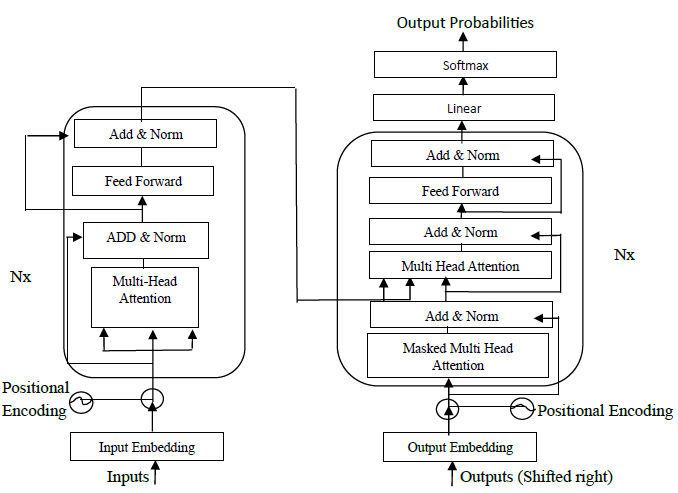 Output Probabilities
Softmax
Linear
Add & Norm
Feed Forward
ADD & Norm
Multi-Head
Attention
Nx
Positional
Encoding
Input Embedding
Inputs
Add & Norm
Feed Forward
Add & Norm
Multi Head Attention
Add & Norm
Masked Multi Head
Attention
Nx
Positional Encoding
Output Embedding
Outputs (Shifted right)